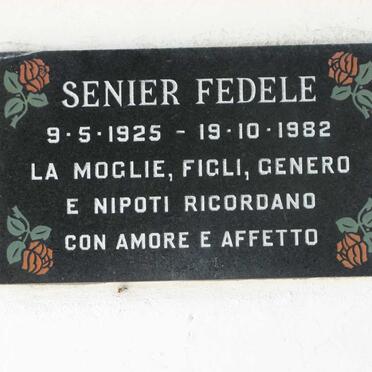 SENIER FEDELE
9·5·1925 - 19·10·1982
LA MOGLIE, FIGLI, GENERO
E NIPOTI RICORDANO
CON AMORE E AFFETTO